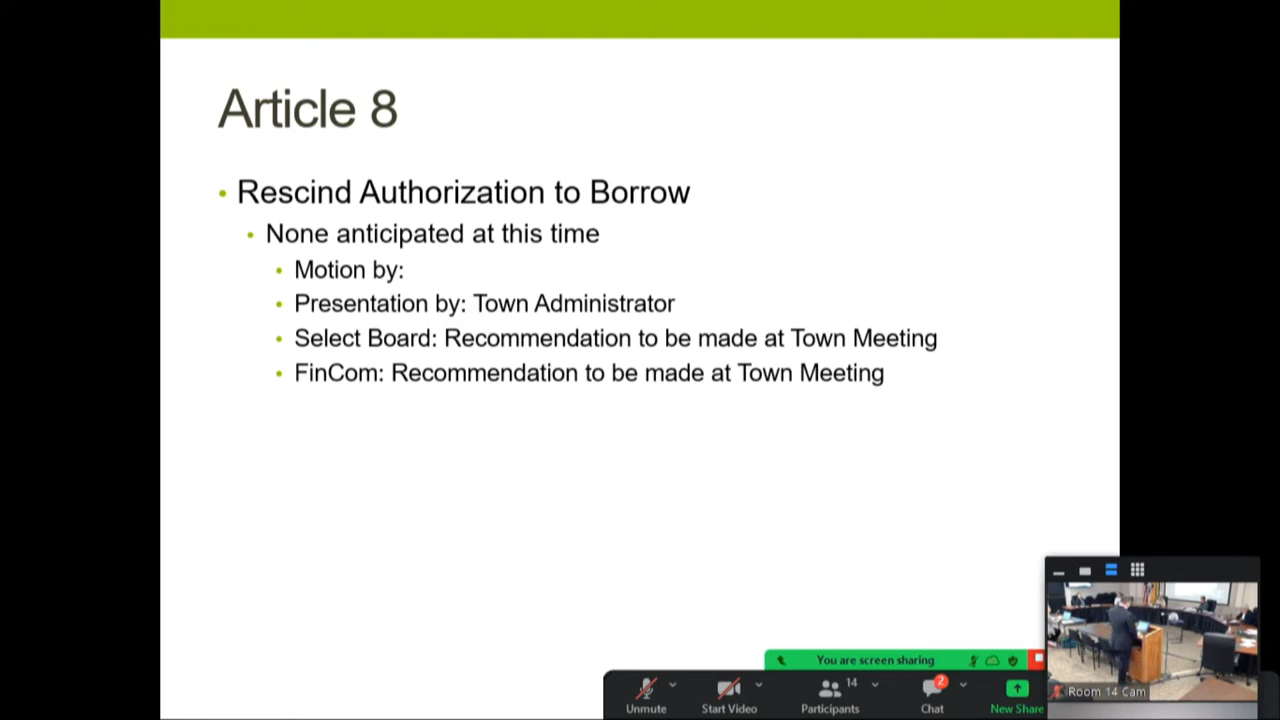 Article 8
Rescind Authorization to Borrow
None anticipated at this time
Motion by:
Presentation by: Town Administrator
Select Board: Recommendation to be made at Town Meeting
FinCom: Recommendation to be made at Town Meeting
You are screen sharing
Room 14 Cam
14
2
Unmute
Start Video
Participants
Chat
New Share